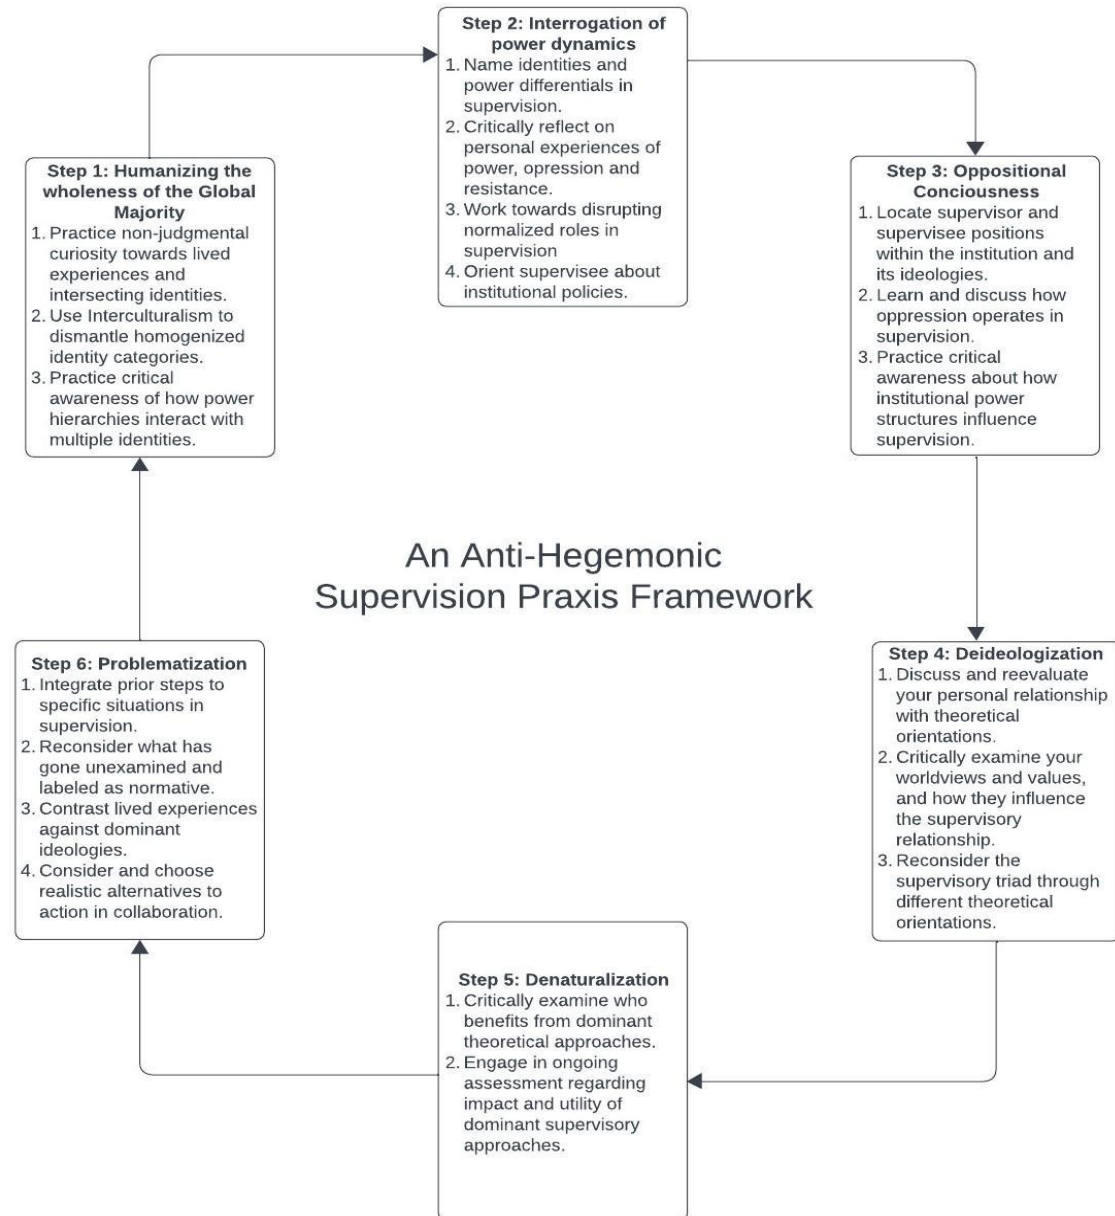 Step 1: Humanizing the
wholeness of the Global
Majority
1. Practice non-judgmental
curiosity towards lived
experiences and
intersecting identities.
2. Use Interculturalism to
dismantle homogenized
identity categories.
3. Practice critical
awareness of how power
hierarchies interact with
multiple identities.
Step 2: Interrogation of
power dynamics
1. Name identities and
power differentials in
supervision.
2. Critically reflect on
personal experiences of
power, opression and
resistance.
3. Work towards disrupting
normalized roles in
supervision
4. Orient supervisee about
institutional policies.
Step 3: Oppositional
Conciousness
1. Locate supervisor and
supervisee positions
within the institution and
its ideologies.
2. Learn and discuss how
oppression operates in
supervision.
3. Practice critical
awareness about how
institutional power
structures influence
supervision.
An Anti-Hegemonic
Supervision Praxis Framework
Step 4: Deideologization
1. Discuss and reevaluate
your personal relationship
with theoretical
orientations.
2. Critically examine your
worldviews and values,
and how they influence
the supervisory
relationship.
3. Reconsider the
supervisory triad through
different theoretical
orientations.
Step 5: Denaturalization
1. Critically examine who
benefits from dominant
theoretical approaches.
2. Engage in ongoing
assessment regarding
impact and utility of
dominant supervisory
approaches.
Step 6: Problematization
1. Integrate prior steps to
specific situations in
supervision.
2. Reconsider what has
gone unexamined and
labeled as normative.
3. Contrast lived experiences
against dominant
ideologies.
4. Consider and choose
realistic alternatives to
action in collaboration.